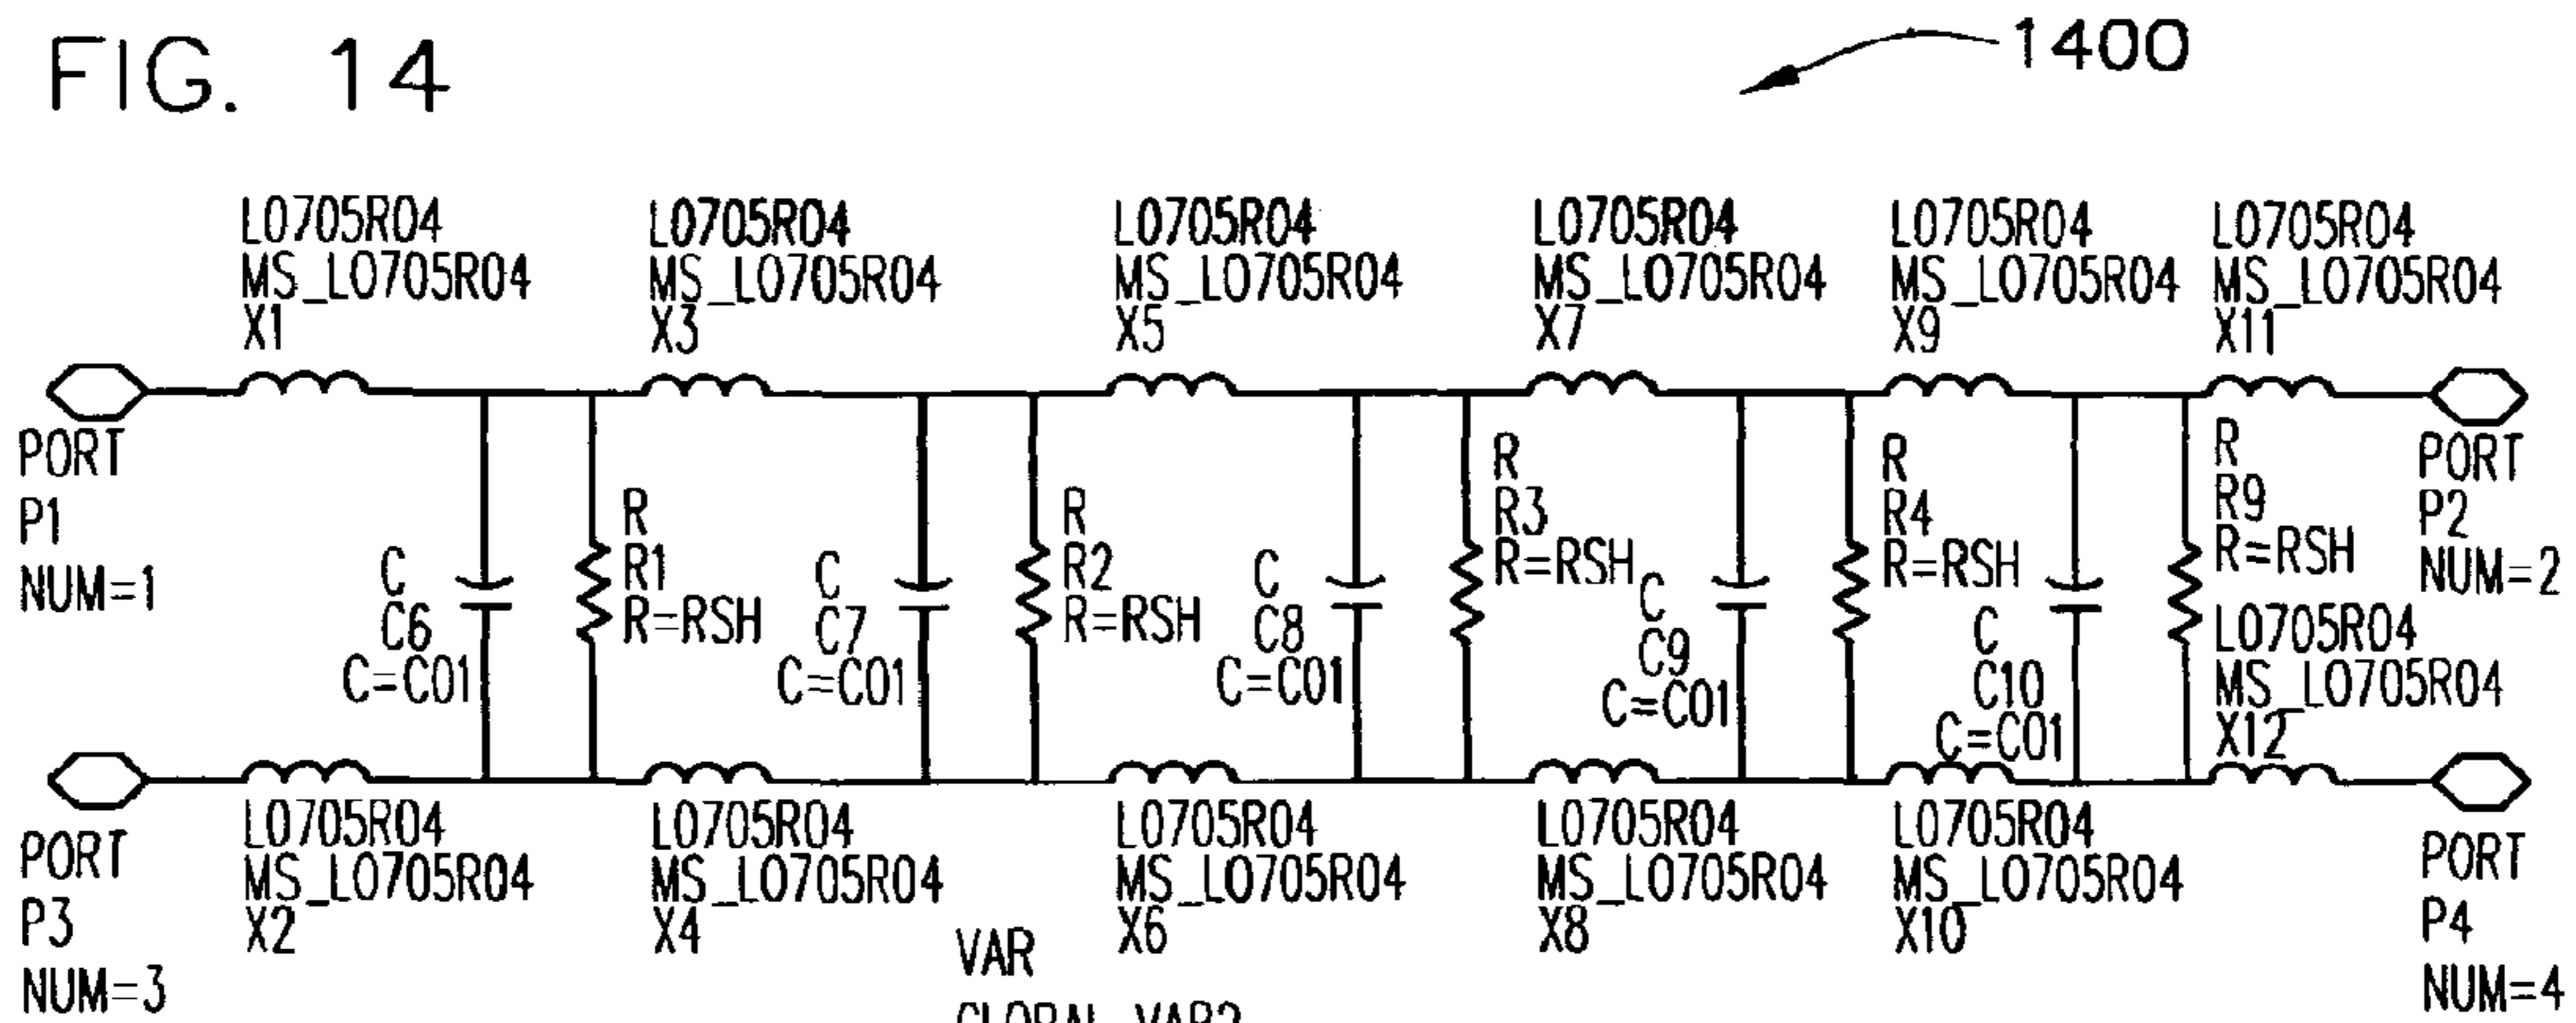 FIG. 14
1400
L0705R04
MS_L0705R04
X1
L0705R04
MS_L0705R04
X3
L0705R04
MS_L0705R04
X5
L0705R04
MS_L0705R04
X7
L0705R04
MS_L0705R04
X9
L0705R04
MS_L0705R04
X11
PORT
P1
NUM=1
C
C6
C=C01
R
R1
R=RSH
C
C7
C=C01
R
R2
R=RSH
C
C8
C=C01
R
R3
R=RSH
C
C9
C=C01
R
R4
R=RSH
C
C10
C=C01
R
R9
R=RSH
PORT
P2
NUM=2
L0705R04
MS_L0705R04
X12
PORT
P3
NUM=3
L0705R04
MS_L0705R04
X2
L0705R04
MS_L0705R04
X4
L0705R04
MS_L0705R04
X6
L0705R04
MS_L0705R04
X8
L0705R04
MS_L0705R04
X10
PORT
P4
NUM=4
VAR
GLOBAL VAR2